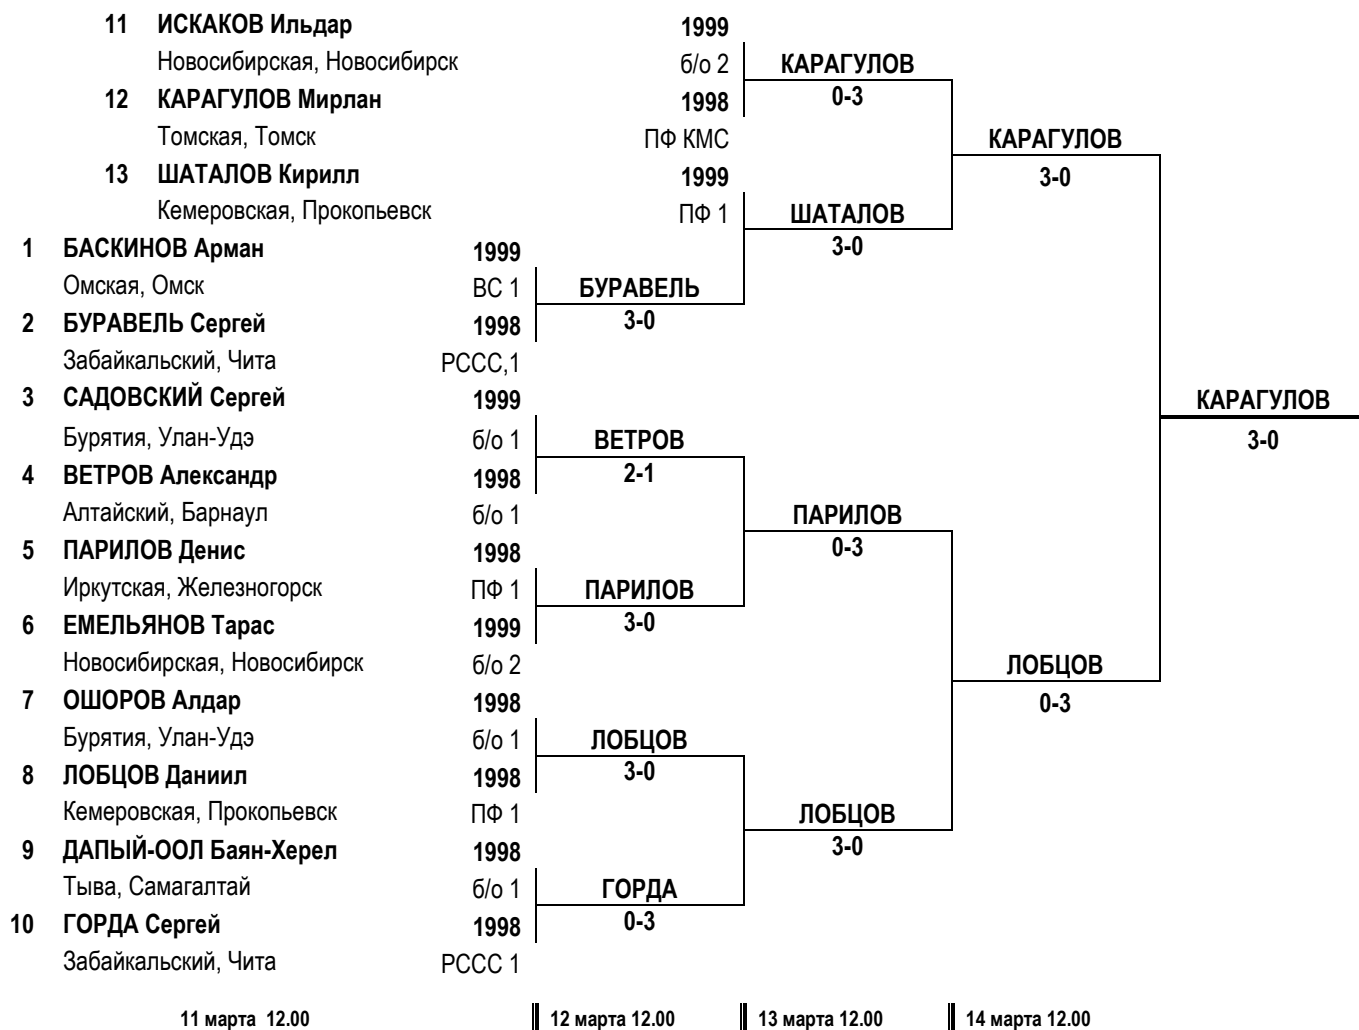 11 ИСКАКОВ Ильдар 1999
Новосибирская, Новосибирск б/о 2 КАРАГУЛОВ
12 КАРАГУЛОВ Мирлан 1998 0-3
Томская, Томск ПФ КМС КАРАГУЛОВ
13 ШАТАЛОВ Кирилл 1999 3-0
Кемеровская, Прокопьевск ПФ 1 ШАТАЛОВ
1 БАСКИНОВ Арман 1999 3-0
Омская, Омск ВС 1 БУРАВЕЛЬ
2 БУРАВЕЛЬ Сергей 1998 3-0
Забайкальский, Чита РССС,1
3 САДОВСКИЙ Сергей 1999 КАРАГУЛОВ
Бурятия, Улан-Удэ б/о 1 ВЕТРОВ 3-0
4 ВЕТРОВ Александр 1998 2-1
Алтайский, Барнаул б/о 1 ПАРИЛОВ
5 ПАРИЛОВ Денис 1998 0-3
Иркутская, Железногорск ПФ 1 ПАРИЛОВ
6 ЕМЕЛЬЯНОВ Тарас 1999 3-0
Новосибирская, Новосибирск б/о 2 ЛОБЦОВ
7 ОШОРОВ Алдар 1998 0-3
Бурятия, Улан-Удэ б/о 1 ЛОБЦОВ
8 ЛОБЦОВ Даниил 1998 3-0
Кемеровская, Прокопьевск ПФ 1 ЛОБЦОВ
9 ДАПЫЙ-ООЛ Баян-Херел 1998 3-0
Тыва, Самагалтай б/о 1 ГОРДА
10 ГОРДА Сергей 1998 0-3
Забайкальский, Чита РССС 1
11 марта 12.00 12 марта 12.00 13 марта 12.00 14 марта 12.00